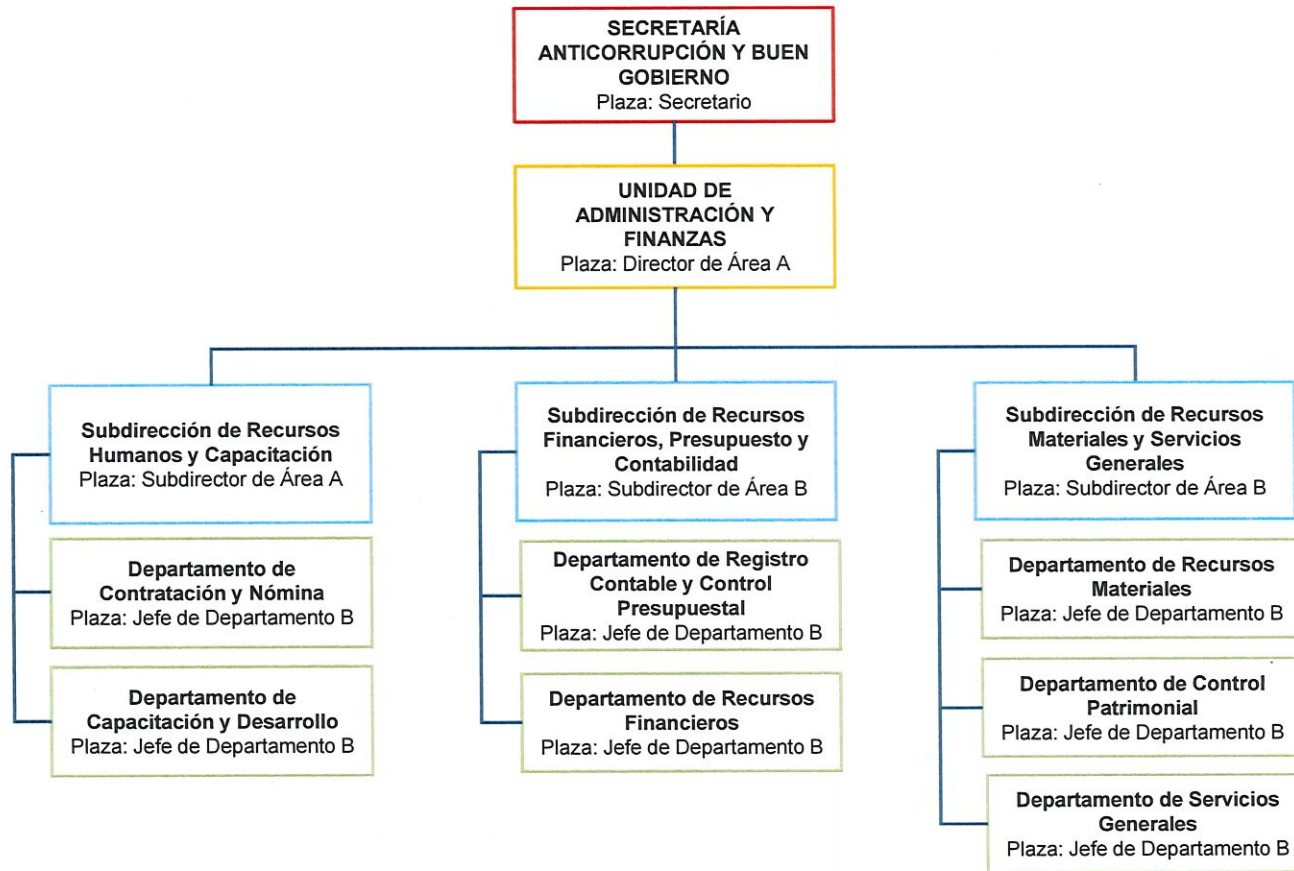 SECRETARÍA
ANTICORRUPCIÓN Y BUEN
GOBIERNO
Plaza: Secretario
UNIDAD DE
ADMINISTRACIÓN Y
FINANZAS
Plaza: Director de Área A
Subdirección de Recursos
Humanos y Capacitación
Plaza: Subdirector de Área A
Departamento de
Contratación y Nómina
Plaza: Jefe de Departamento B
Departamento de
Capacitación y Desarrollo
Plaza: Jefe de Departamento B
Subdirección de Recursos
Financieros, Presupuesto y
Contabilidad
Plaza: Subdirector de Área B
Departamento de Registro
Contable y Control
Presupuestal
Plaza: Jefe de Departamento B
Departamento de Recursos
Financieros
Plaza: Jefe de Departamento B
Subdirección de Recursos
Materiales y Servicios
Generales
Plaza: Subdirector de Área B
Departamento de Recursos
Materiales
Plaza: Jefe de Departamento B
Departamento de Control
Patrimonial
Plaza: Jefe de Departamento B
Departamento de Servicios
Generales
Plaza: Jefe de Departamento B